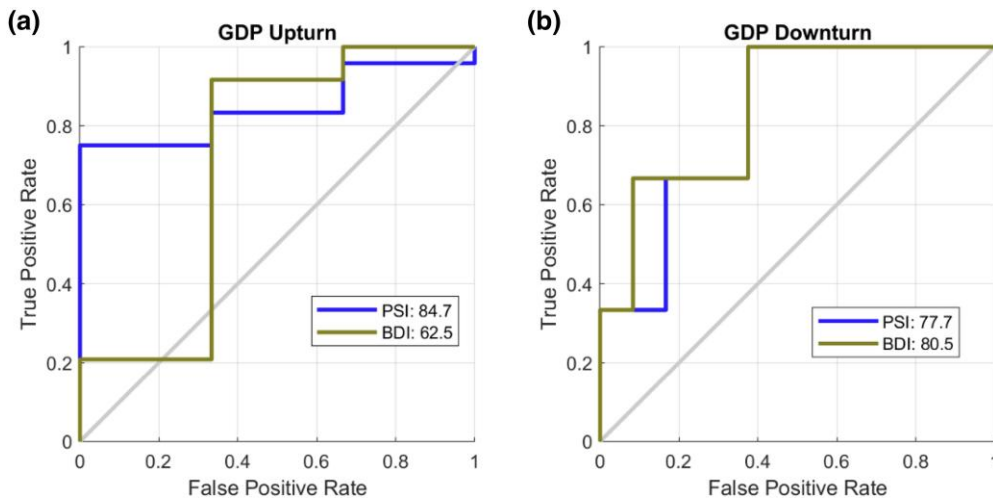 (a)
GDP Upturn
1
0.8
0.6
0.4
0.2
0
0 0.2 0.4 0.6 0.8 1
True Positive Rate
False Positive Rate
PSI: 84.7
BDI: 62.5
(b)
GDP Downturn
1
0.8
0.6
0.4
0.2
0
0 0.2 0.4 0.6 0.8 1
True Positive Rate
False Positive Rate
PSI: 77.7
BDI: 80.5